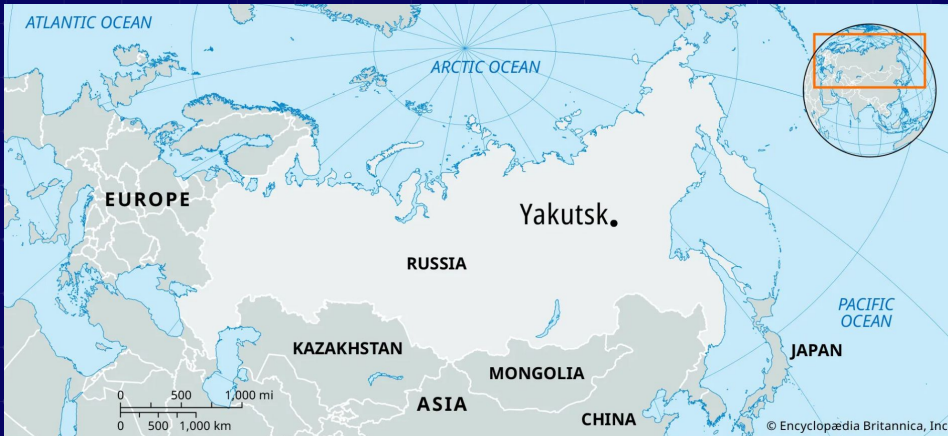 ATLANTIC OCEAN
ARCTIC OCEAN
EUROPE
Yakutsk
RUSSIA
PACIFIC
OCEAN
KAZAKHSTAN
JAPAN
MONGOLIA
0 500 1,000 mi
ASIA
CHINA
0 500 1,000 km
© Encyclopædia Britannica, Inc